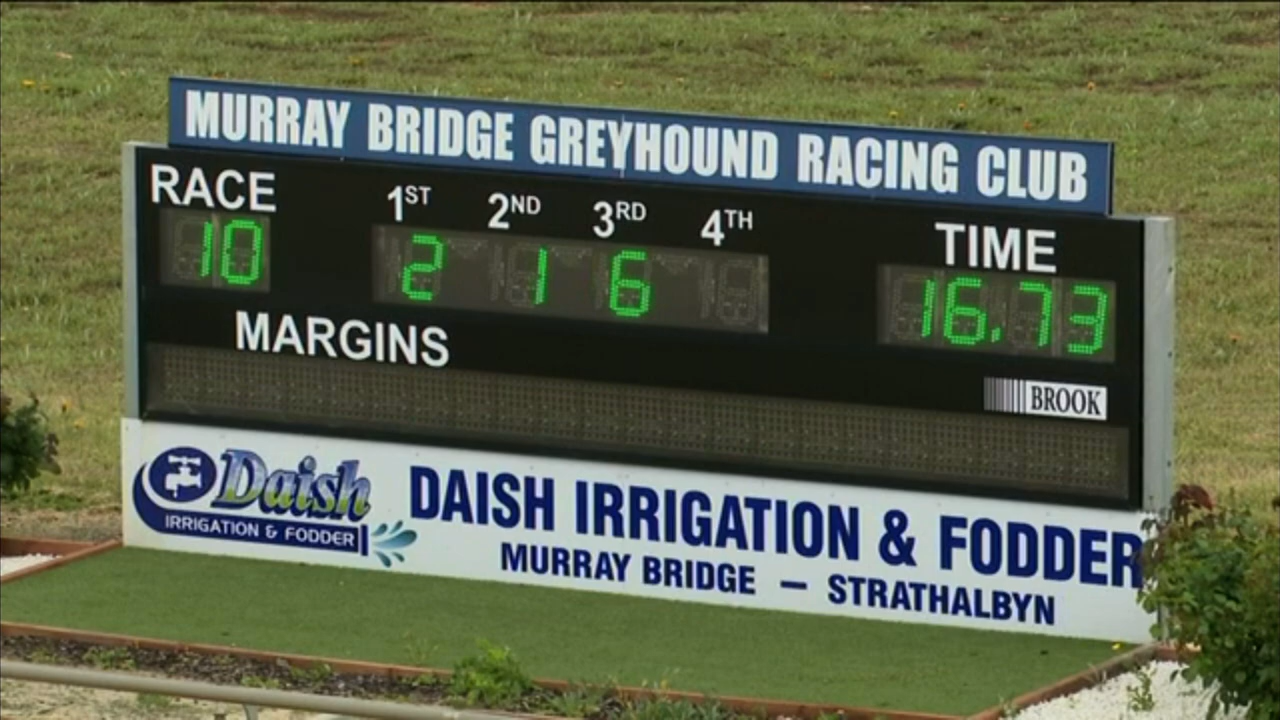 MURRAY BRIDGE GREYHOUND RACING CLUB
RACE 1ST 2ND 3RD 4TH TIME
10 2 1 6 16.73
MARGINS
BROOK
Daish
IRRIGATION & FODDER
DAISH IRRIGATION & FODDER
MURRAY BRIDGE — STRATHALBYN